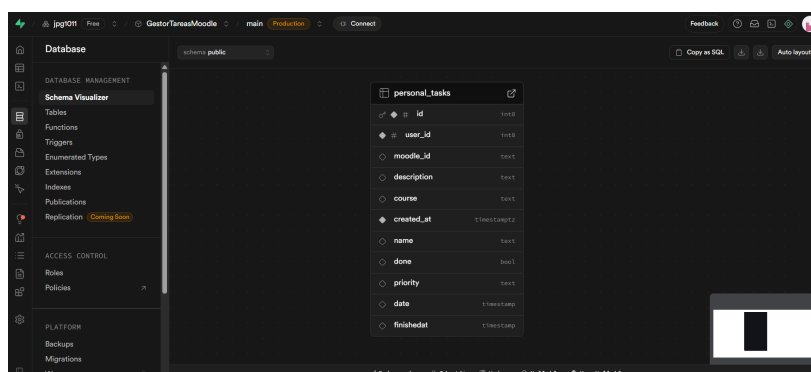 jpg1011 Free GestorTareasMoodle main Production Connect Feedback
Database
schema public
Copy as SQL Auto layout
DATABASE MANAGEMENT
Schema Visualizer
Tables
Functions
Triggers
Enumerated Types
Extensions
Indexes
Publications
Replication Coming Soon
ACCESS CONTROL
Roles
Policies
PLATFORM
Backups
Migrations
personal_tasks
id int8
user_id int8
moodle_id text
description text
course text
created_at timestamptz
name text
done bool
priority text
date timestamp
finishedat timestamp